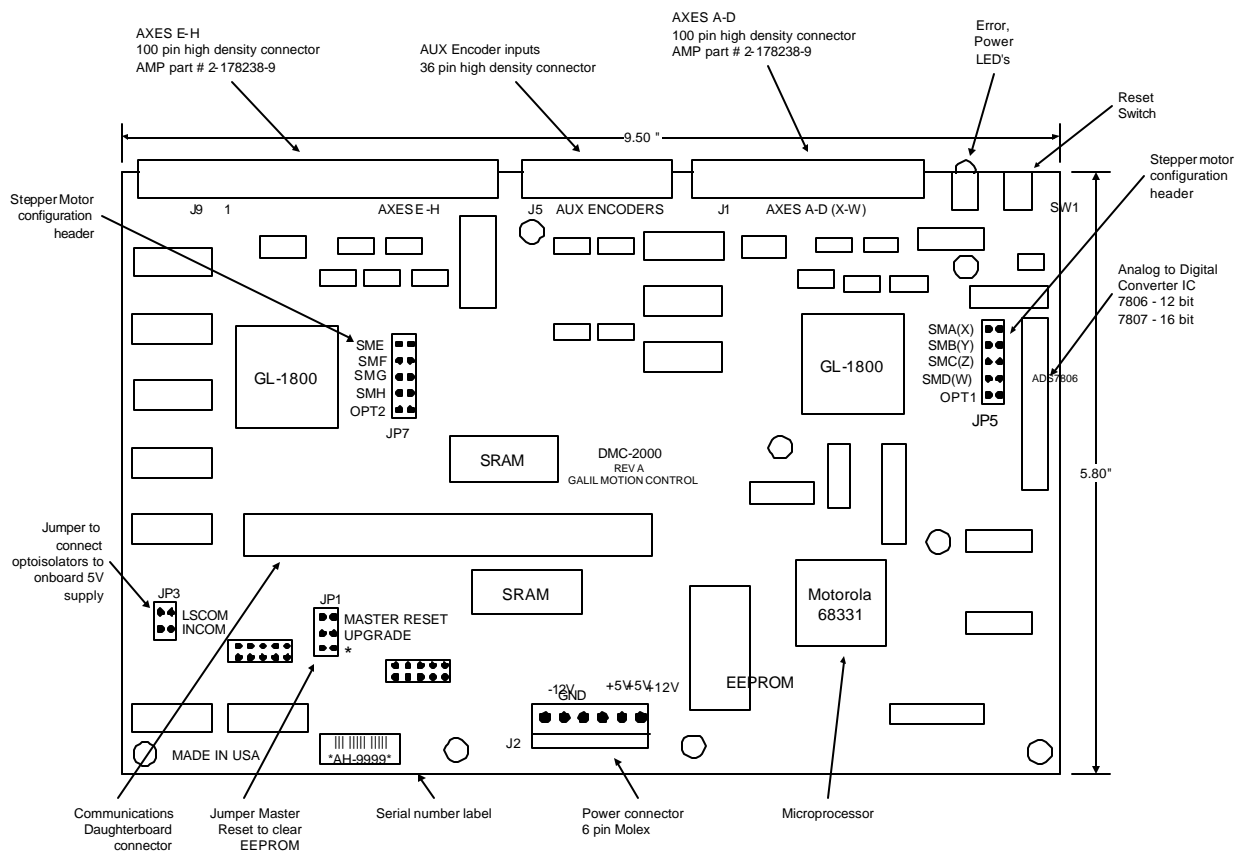 AXES E-H
100 pin high density connector
AMP part # 2-178238-9
AUX Encoder inputs
36 pin high density connector
AXES A-D
100 pin high density connector
AMP part # 2-178238-9
Error,
Power
LED's
Reset
Switch
9.50 "
Stepper Motor
configuration
header
Stepper motor
configuration
header
J9
1
AXES E-H
J5
AUX ENCODERS
J1
AXES A-D (X-W)
SW1
Analog to Digital
Converter IC
7806 - 12 bit
7807 - 16 bit
GL-1800
SME
SMF
SMG
SMH
OPT2
JP7
GL-1800
SMA(X)
SMB(Y)
SMC(Z)
SMD(W)
OPT1
JP5
ADS7806
SRAM
DMC-2000
REV A
GALIL MOTION CONTROL
5.80"
Jumper to
connect
optoisolators to
onboard 5V
supply
JP3
LSCOM
INCOM
JP1
MASTER RESET
UPGRADE
*
SRAM
Motorola
68331
EEPROM
-12V
GND
+5V
+5V
+12V
J2
MADE IN USA
*AH-9999*
Communications
Daughterboard
connector
Jumper Master
Reset to clear
EEPROM
Serial number label
Power connector
6 pin Molex
Microprocessor